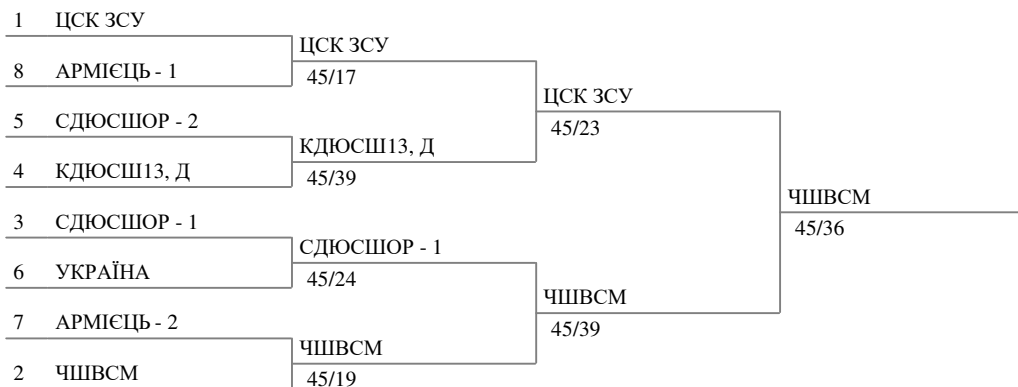 1 ЦСК ЗСУ
ЦСК ЗСУ
8 АРМІЄЦЬ - 1
45/17
ЦСК ЗСУ
5 СДЮСШОР - 2
45/23
КДЮСШ13, Д
4 КДЮСШ13, Д
45/39
ЧШВСМ
3 СДЮСШОР - 1
45/36
СДЮСШОР - 1
6 УКРАЇНА
45/24
ЧШВСМ
7 АРМІЄЦЬ - 2
45/39
ЧШВСМ
2 ЧШВСМ
45/19